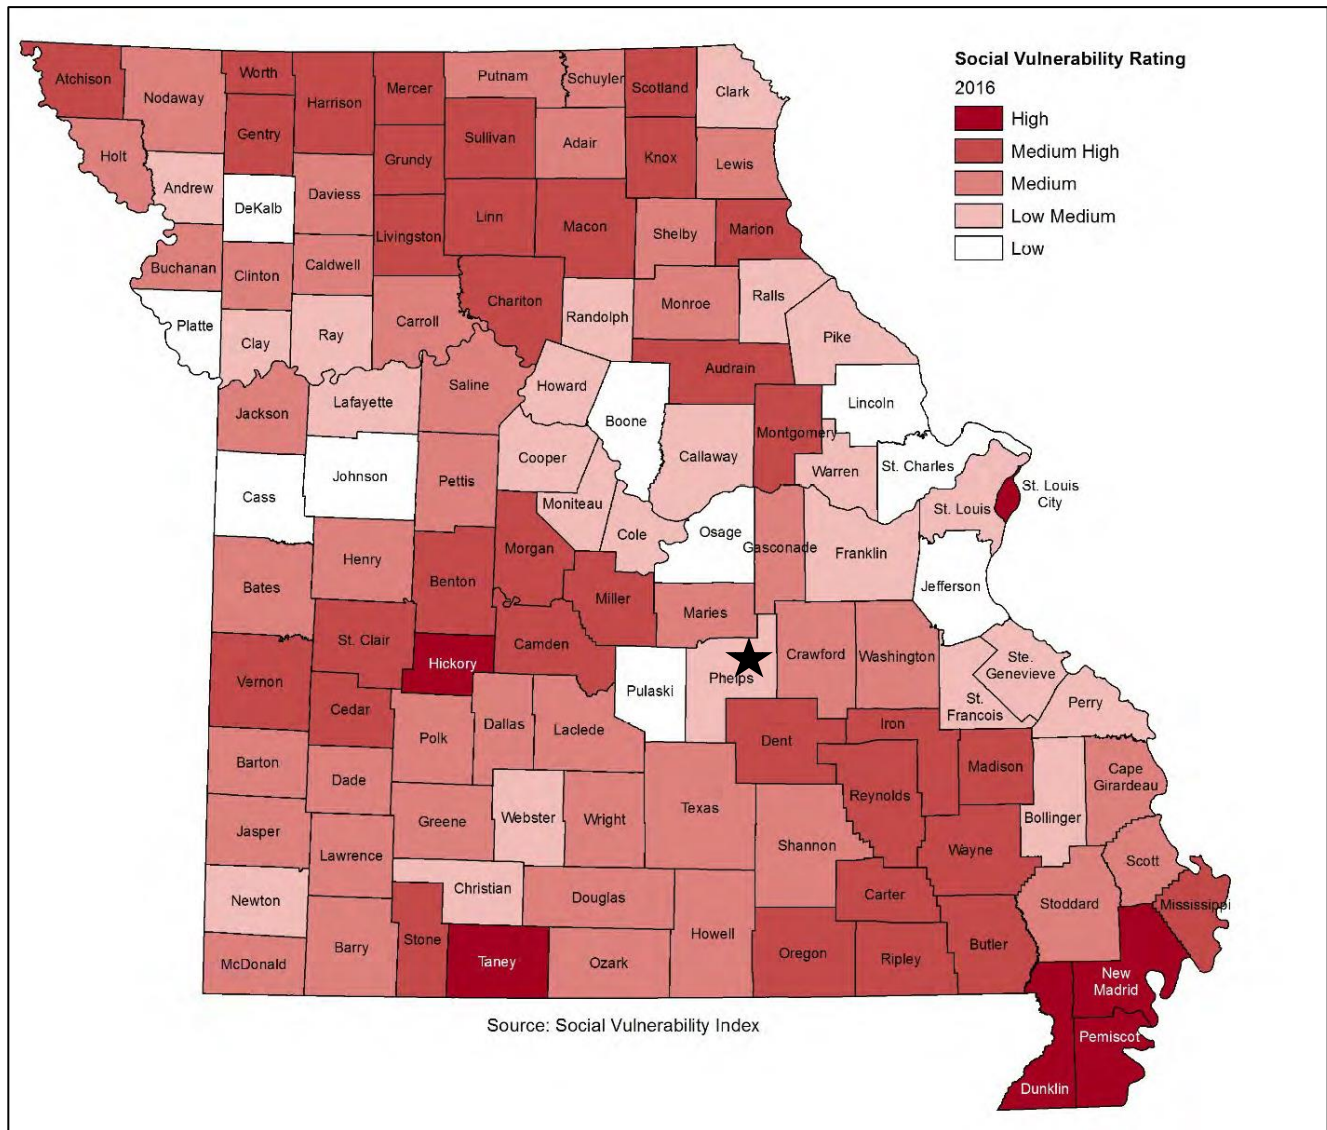 Social Vulnerability Rating
2016
High
Medium High
Medium
Low Medium
Low
Atchison
Nodaway
Worth
Harrison
Mercer
Putnam
Schuyler
Scotland
Clark
Gentry
Sullivan
Adair
Knox
Lewis
Holt
Andrew
DeKalb
Daviess
Grundy
Livingston
Linn
Macon
Shelby
Marion
Buchanan
Clinton
Caldwell
Chariton
Randolph
Monroe
Ralls
Pike
Platte
Clay
Ray
Carroll
Audrain
Jackson
Lafayette
Saline
Howard
Boone
Lincoln
Cass
Johnson
Pettis
Cooper
Callaway
Montgomery
Warren
St. Charles
St. Louis
St. Louis
City
Moniteau
Cole
Osage
Gasconade
Franklin
Jefferson
Bates
Henry
Benton
Morgan
Miller
Maries
Vernon
St. Clair
Hickory
Camden
Pulaski
Phelps
Crawford
Washington
Ste.
Genevieve
St.
Francois
Perry
Cedar
Polk
Dallas
Laclede
Dent
Iron
Madison
Barton
Dade
Greene
Webster
Wright
Texas
Reynolds
Bollinger
Cape
Girardeau
Jasper
Lawrence
Shannon
Wayne
Scott
Newton
Christian
Douglas
Howell
Carter
Stoddard
Mississippi
McDonald
Barry
Stone
Taney
Ozark
Oregon
Ripley
Butler
New
Madrid
Pemiscot
Dunklin
Source: Social Vulnerability Index